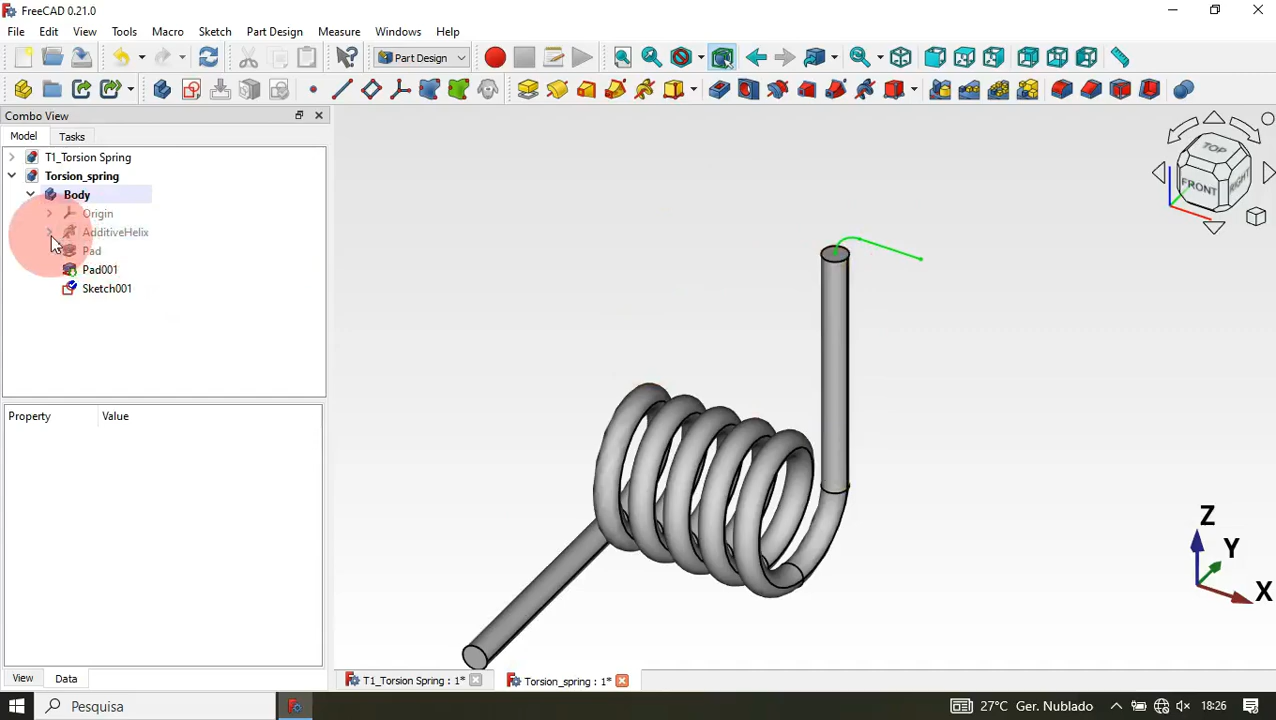 FreeCAD 0.21.0
File Edit View Tools Macro Sketch Part Design Measure Windows Help
Part Design
Combo View
Model Tasks
T1_Torsion Spring
Torsion_spring
Body
Origin
AdditiveHelix
Pad
Pad001
Sketch001
TOP
FRONT
RIGHT
Property Value
Z
Y
X
View Data
T1_Torsion Spring : 1* Torsion_spring : 1*
Pesquisa
27°C Ger. Nublado 18:26